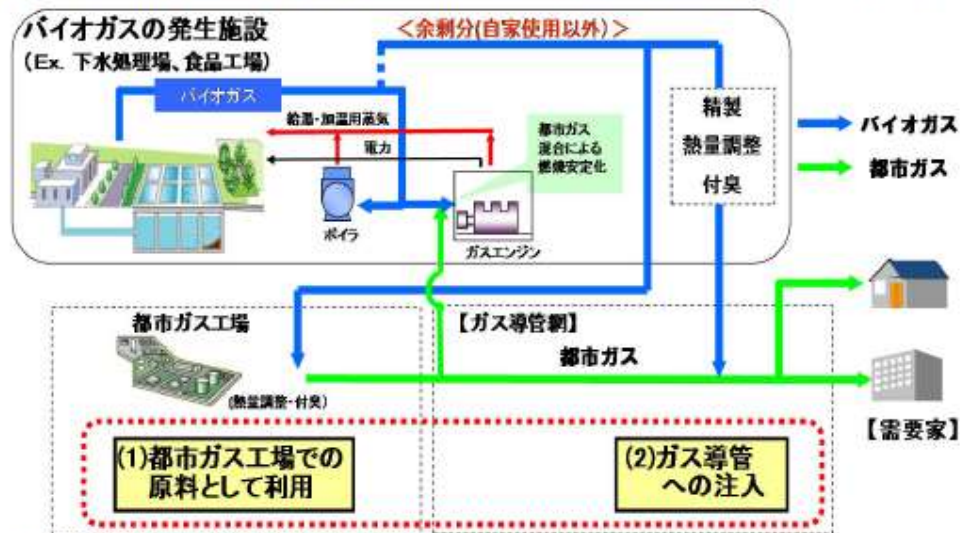 バイオガスの発生施設
(Ex. 下水処理場、食品工場)
＜余剰分(自家使用以外)＞
バイオガス
給湯・加温用蒸気
電力
都市ガス
混合による
燃焼安定化
ボイラ
ガスエンジン
精製
熱量調整
付臭
バイオガス
都市ガス
都市ガス工場
(熱量調整・付臭)
【ガス導管網】
都市ガス
【需要家】
(1)都市ガス工場での
原料として利用
(2)ガス導管
への注入